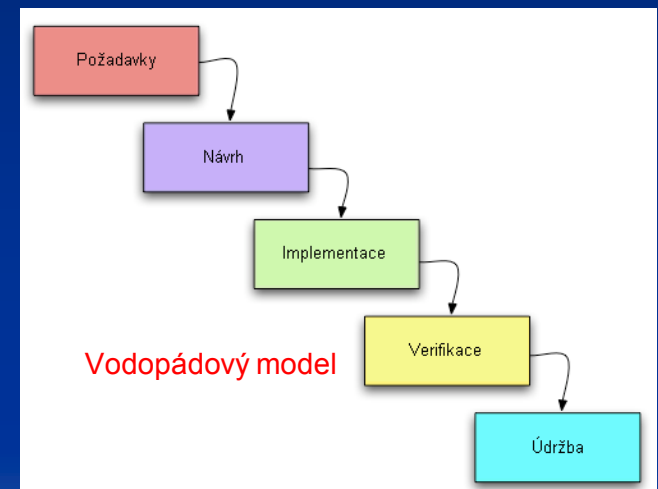 Požadavky
Návrh
Implementace
Verifikace
Vodopádový model
Údržba